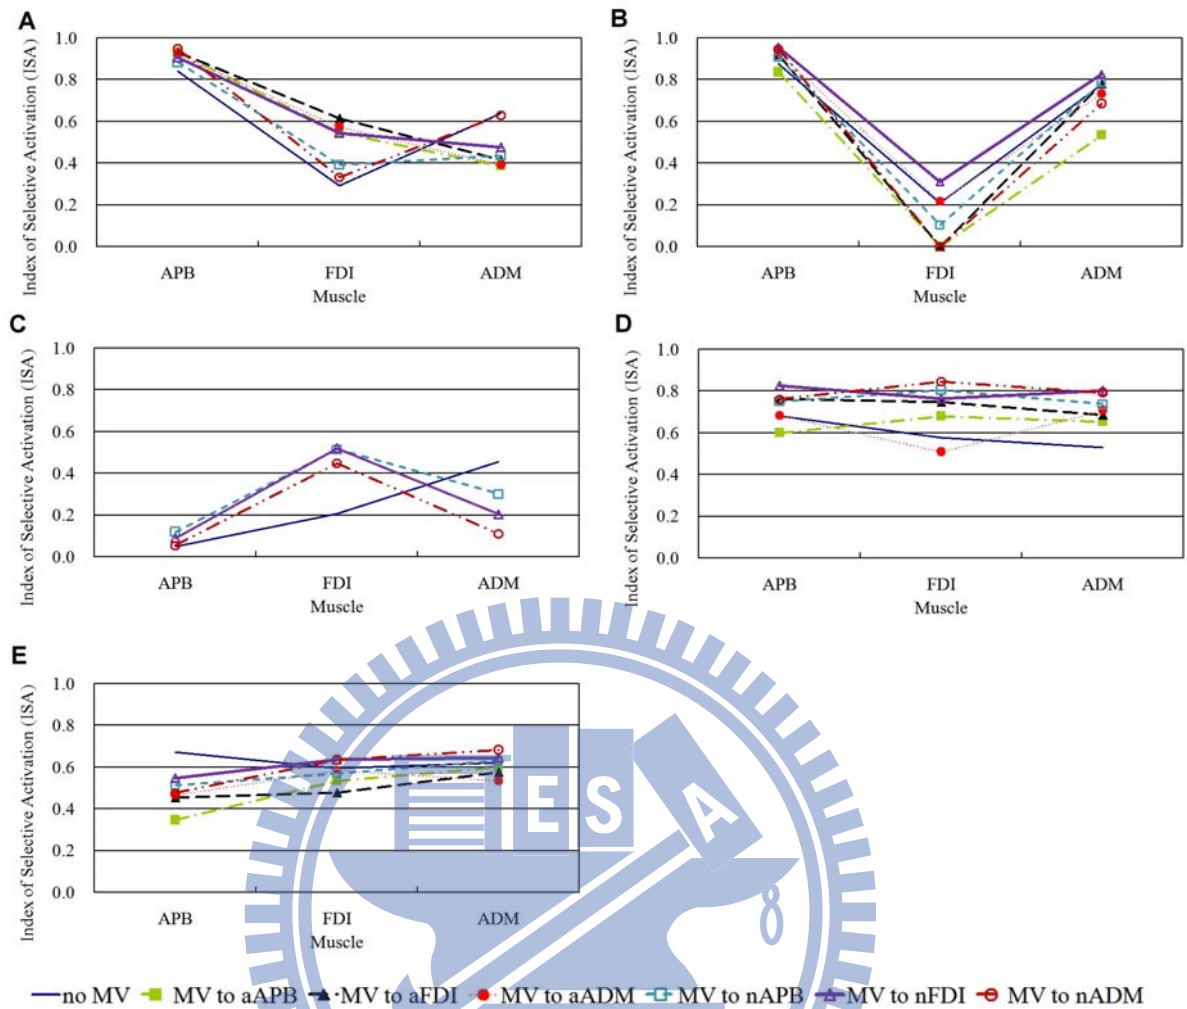 A
Index of Selective Activation (ISA)
1.0
0.8
0.6
0.4
0.2
0.0
APB
FDI
ADM
Muscle
B
Index of Selective Activation (ISA)
1.0
0.8
0.6
0.4
0.2
0.0
APB
FDI
ADM
Muscle
C
Index of Selective Activation (ISA)
1.0
0.8
0.6
0.4
0.2
0.0
APB
FDI
ADM
Muscle
D
Index of Selective Activation (ISA
1.0
0.8
0.6
0.4
0.2
0.0
APB
FDI
ADM
Muscle
E
Index of Selective Activation (ISA
1.0
0.8
0.6
0.4
0.2
0.0
APB
FDI
ADM
Muscle
E S A
8
no MV MV to aAPB MV to aFDI MV to aADM MV to nAPB MV to nFDI MV to nADM